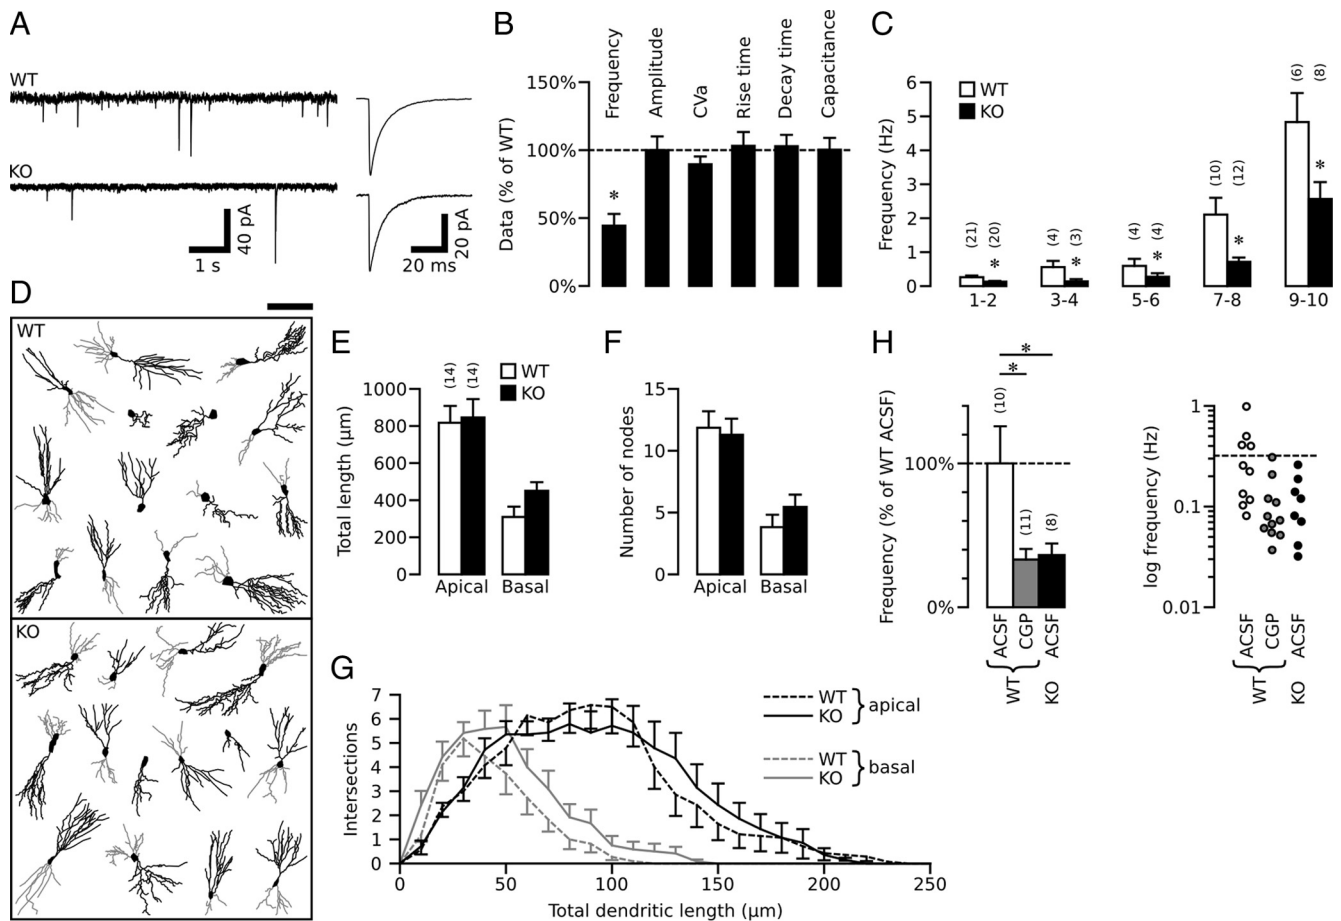 A
WT
KO
1 s
40 pA
20 ms
20 pA
B
Data (% of WT)
150%
100%
50%
0%
Frequency
Amplitude
CVa
Rise time
Decay time
Capacitance
*
C
Frequency (Hz)
6
5
4
3
2
1
0
WT
KO
(21)
(20)
*
(4)
(3)
*
(4)
(4)
*
(10)
(12)
*
(6)
(8)
*
1-2
3-4
5-6
7-8
9-10
D
WT
KO
E
Total length (µm)
1000
800
600
400
200
0
(14)
(14)
WT
KO
Apical
Basal
F
Number of nodes
15
10
5
0
Apical
Basal
G
Intersections
7
6
5
4
3
2
1
0
0
50
100
150
200
250
Total dendritic length (µm)
WT
KO
apical
WT
KO
basal
H
Frequency (% of WT ACSF)
100%
0%
*
*
(10)
(11)
(8)
ACSF
CGP
ACSF
WT
KO
log frequency (Hz)
1
0.1
0.01
ACSF
CGP
ACSF
WT
KO